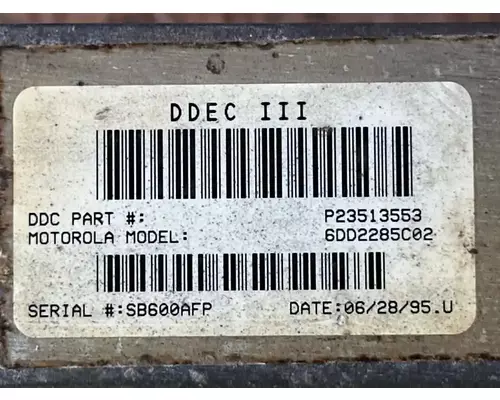 DDEC III
DDC PART #: P23513553
MOTOROLA MODEL: 6DD2285C02
SERIAL #:SB600AFP DATE:06/28/95.U